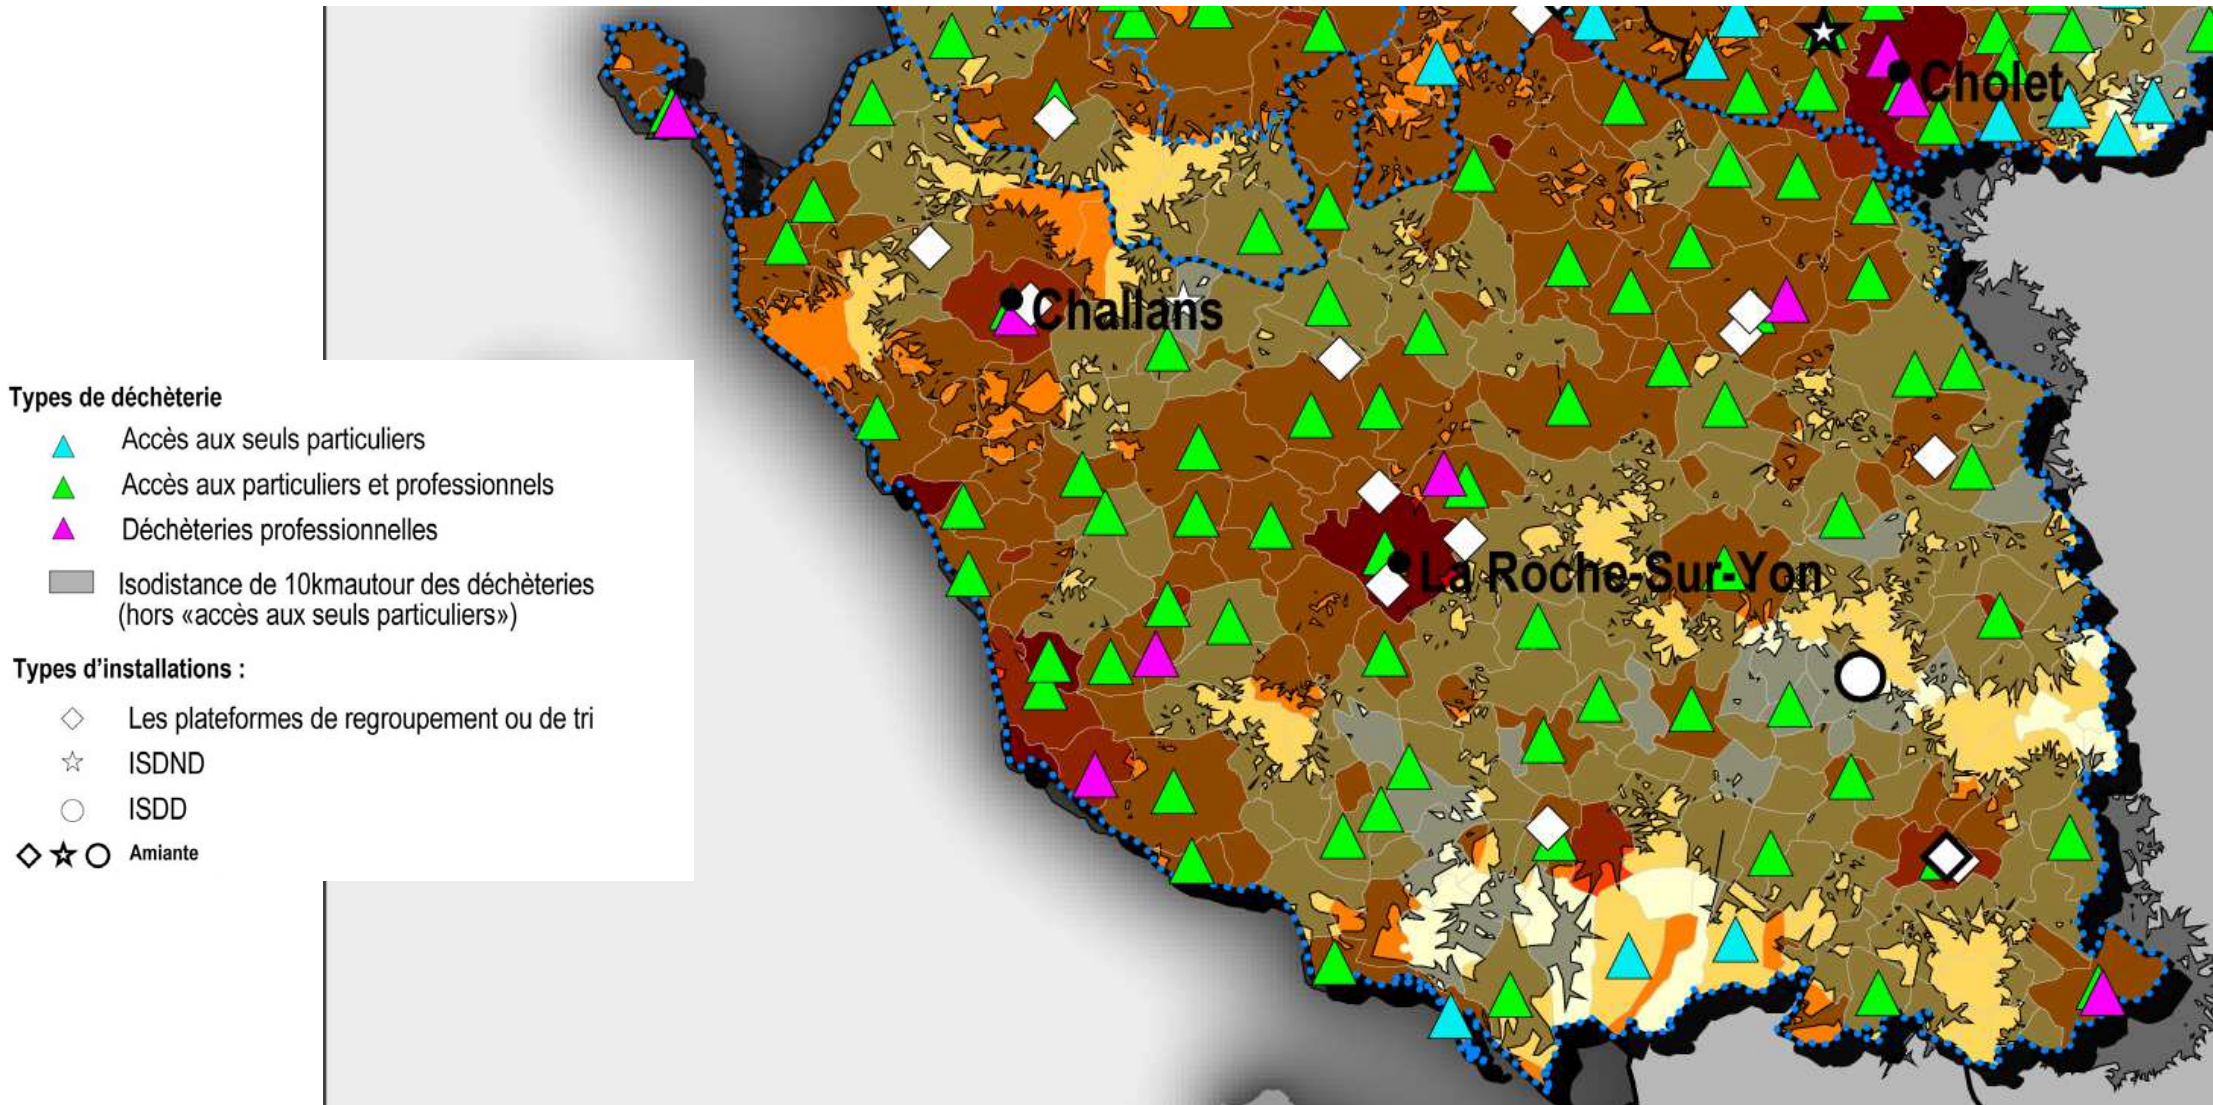 Cholet
Challans
La Roche-Sur-Yon
Types de déchèterie
Accès aux seuls particuliers
Accès aux particuliers et professionnels
Déchèteries professionnelles
Isodistance de 10kmautour des déchèteries
(hors «accès aux seuls particuliers»)
Types d'installations :
Les plateformes de regroupement ou de tri
ISDND
ISDD
Amiante